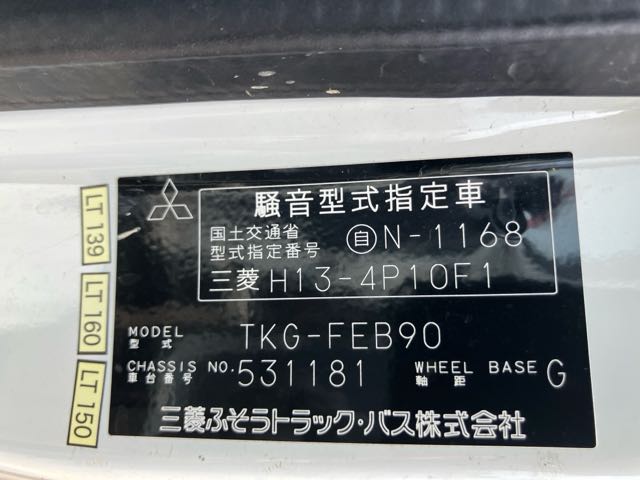 騒音型式指定車
国土交通省
型式指定番号
自 N-1168
三菱 H13-4P10F1
MODEL
型式
TKG-FEB90
CHASSIS NO.
車台番号
531181
WHEEL BASE
軸距
G
三菱ふそうトラック・バス株式会社
LT 139
LT 160
LT 150